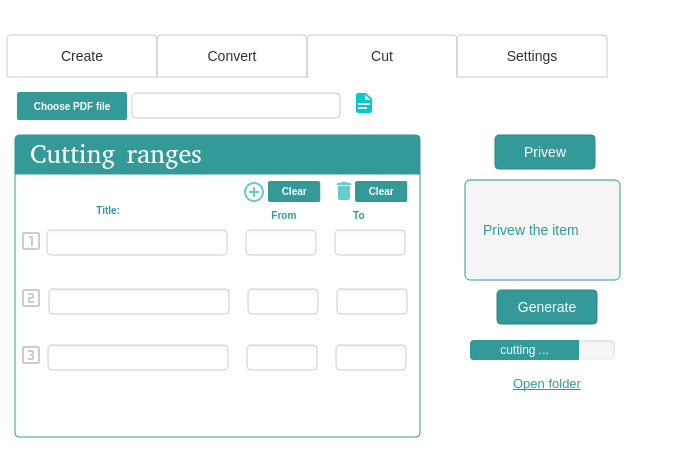 Create
Convert
Cut
Settings
Choose PDF file
Cutting ranges
Clear
Clear
Title:
From
To
1
2
3
Privew
Privew the item
Generate
cutting ...
Open folder